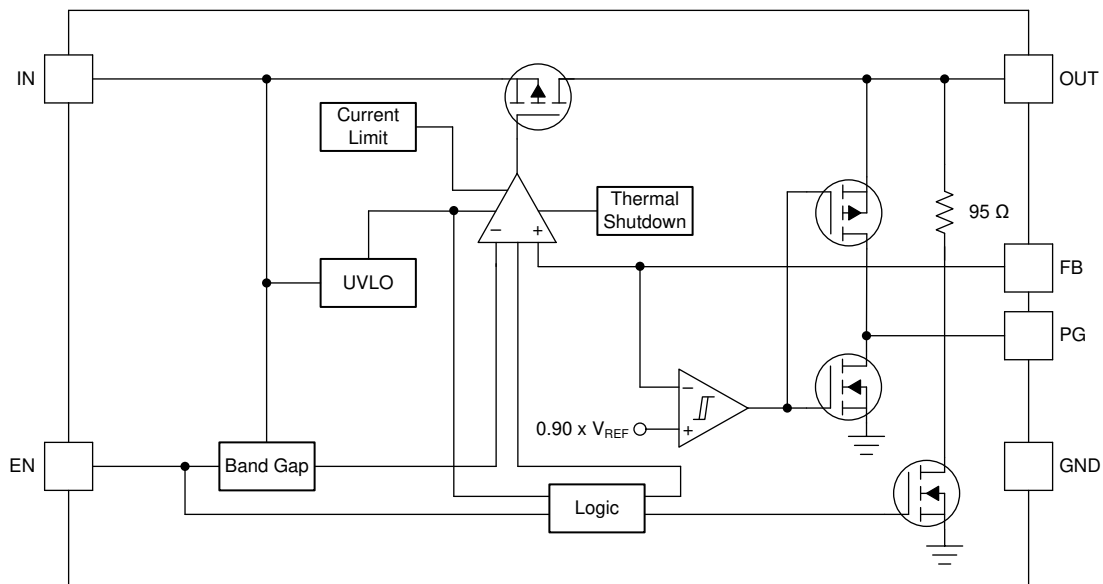 IN
OUT
Current
Limit
Thermal
Shutdown
95 Ω
−
+
UVLO
FB
PG
−
0.90 x VREF
+
EN
Band Gap
GND
Logic